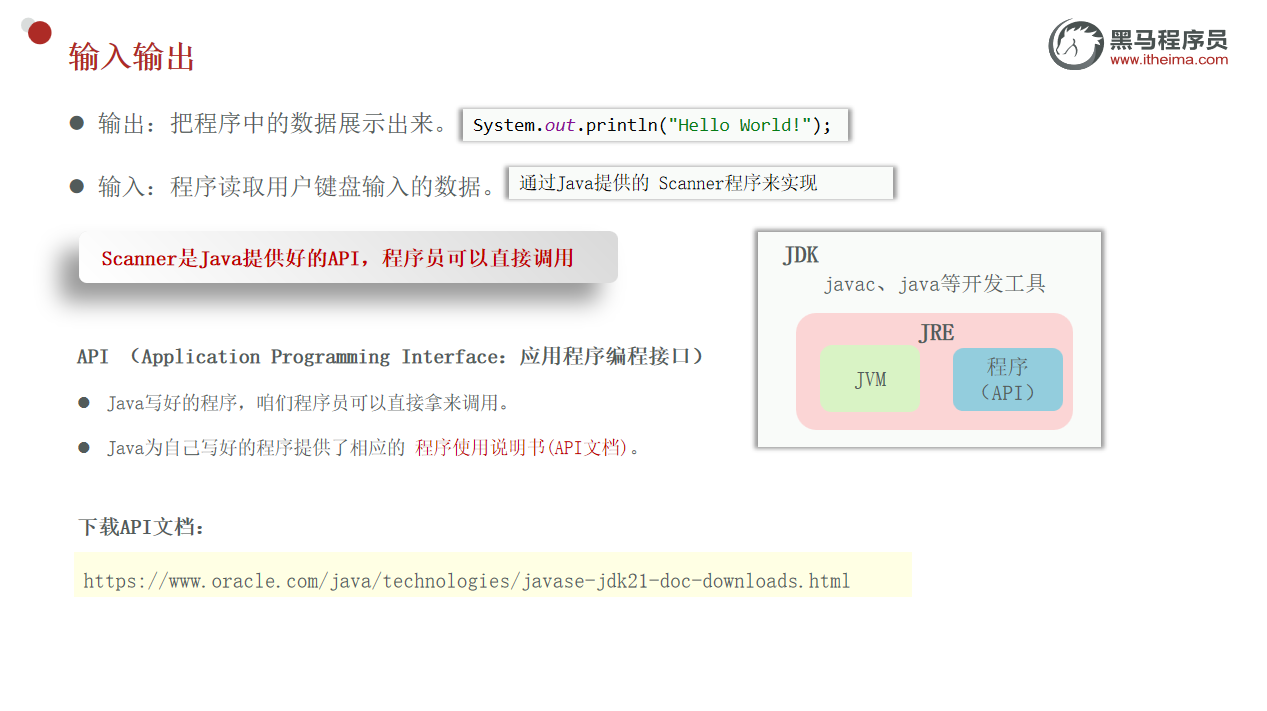 输入输出
黑马程序员
www.itheima.com
输出：把程序中的数据展示出来。
System.out.println("Hello World!");
输入：程序读取用户键盘输入的数据。
通过Java提供的 Scanner程序来实现
Scanner是Java提供好的API，程序员可以直接调用
JDK
javac、java等开发工具
JRE
JVM
程序
（API）
API （Application Programming Interface：应用程序编程接口）
Java写好的程序，咱们程序员可以直接拿来调用。
Java为自己写好的程序提供了相应的 程序使用说明书(API文档)。
下载API文档：
https://www.oracle.com/java/technologies/javase-jdk21-doc-downloads.html